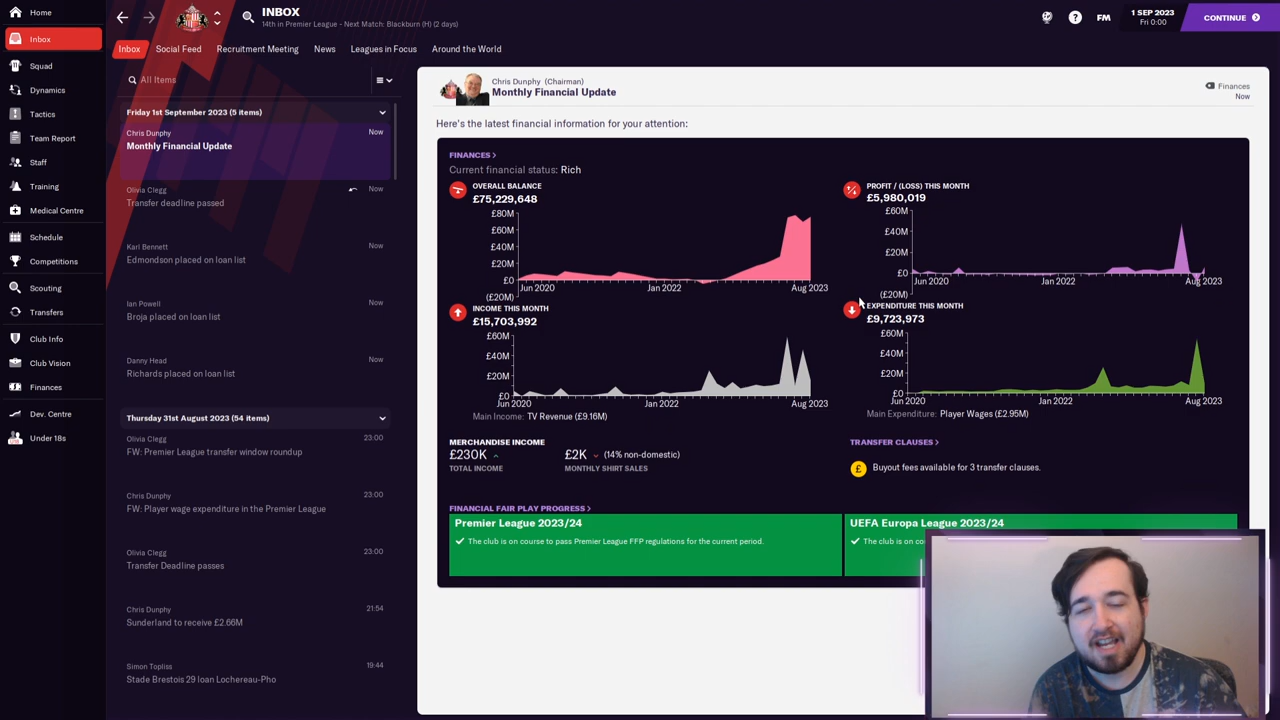 Home
Inbox
Squad
Dynamics
Tactics
Team Report
Staff
Training
Medical Centre
Schedule
Competitions
Scouting
Transfers
Club Info
Club Vision
Finances
Dev. Centre
Under 18s
INBOX
14th in Premier League - Next Match: Blackburn (H) (2 days)
?
FM
1 SEP 2023
Fri 0:00
CONTINUE
Inbox
Social Feed
Recruitment Meeting
News
Leagues in Focus
Around the World
All Items
Friday 1st September 2023 (5 items)
Chris Dunphy
Now
Monthly Financial Update
Olivia Clegg
Now
Transfer deadline passed
Karl Bennett
Now
Edmondson placed on loan list
Ian Powell
Now
Broja placed on loan list
Danny Head
Now
Richards placed on loan list
Thursday 31st August 2023 (54 items)
Olivia Clegg
23:00
FW: Premier League transfer window roundup
Chris Dunphy
23:00
FW: Player wage expenditure in the Premier League
Olivia Clegg
23:00
Transfer Deadline passes
Chris Dunphy
21:54
Sunderland to receive £2.66M
Simon Topliss
19:44
Stade Brestois 29 loan Lochereau-Pho
Chris Dunphy (Chairman)
Monthly Financial Update
Finances
Now
Here's the latest financial information for your attention:
FINANCES >
Current financial status: Rich
OVERALL BALANCE
£75,229,648
£80M
£60M
£40M
£20M
£0
(£20M)
Jun 2020
Jan 2022
Aug 2023
PROFIT / (LOSS) THIS MONTH
£5,980,019
£60M
£40M
£20M
£0
(£20M)
Jun 2020
Jan 2022
Aug 2023
INCOME THIS MONTH
£15,703,992
£60M
£40M
£20M
£0
Jun 2020
Jan 2022
Aug 2023
Main Income: TV Revenue (£9.16M)
EXPENDITURE THIS MONTH
£9,723,973
£60M
£40M
£20M
£0
Jun 2020
Jan 2022
Aug 2023
Main Expenditure: Player Wages (£2.95M)
MERCHANDISE INCOME
£230K
TOTAL INCOME
£2K
(14% non-domestic)
MONTHLY SHIRT SALES
TRANSFER CLAUSES >
£
Buyout fees available for 3 transfer clauses.
FINANCIAL FAIR PLAY PROGRESS >
Premier League 2023/24
The club is on course to pass Premier League FFP regulations for the current period.
UEFA Europa League 2023/24
The club is on co